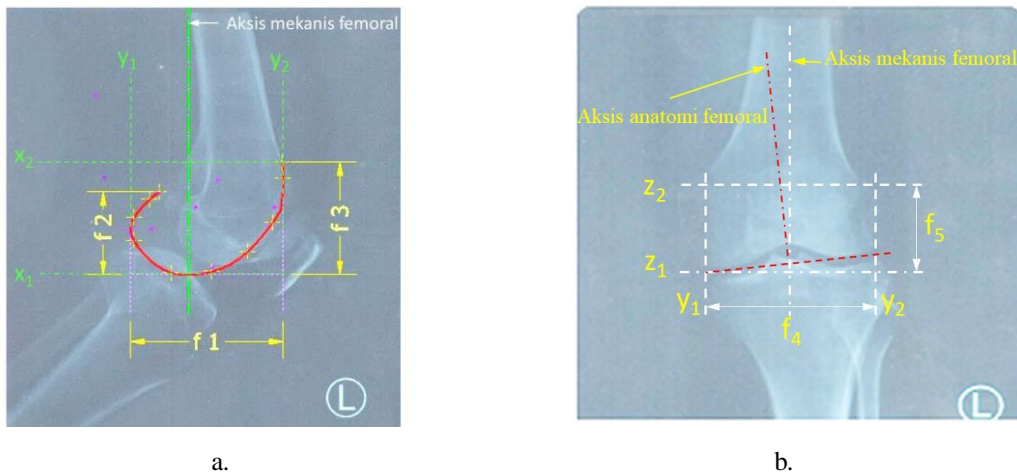 Aksis mekanis femoral
y1
y2
x2
f 2
f 3
x1
f 1
L
a.
Aksis mekanis femoral
Aksis anatomi femoral
z2
f5
z1
y1
y2
f4
L
b.